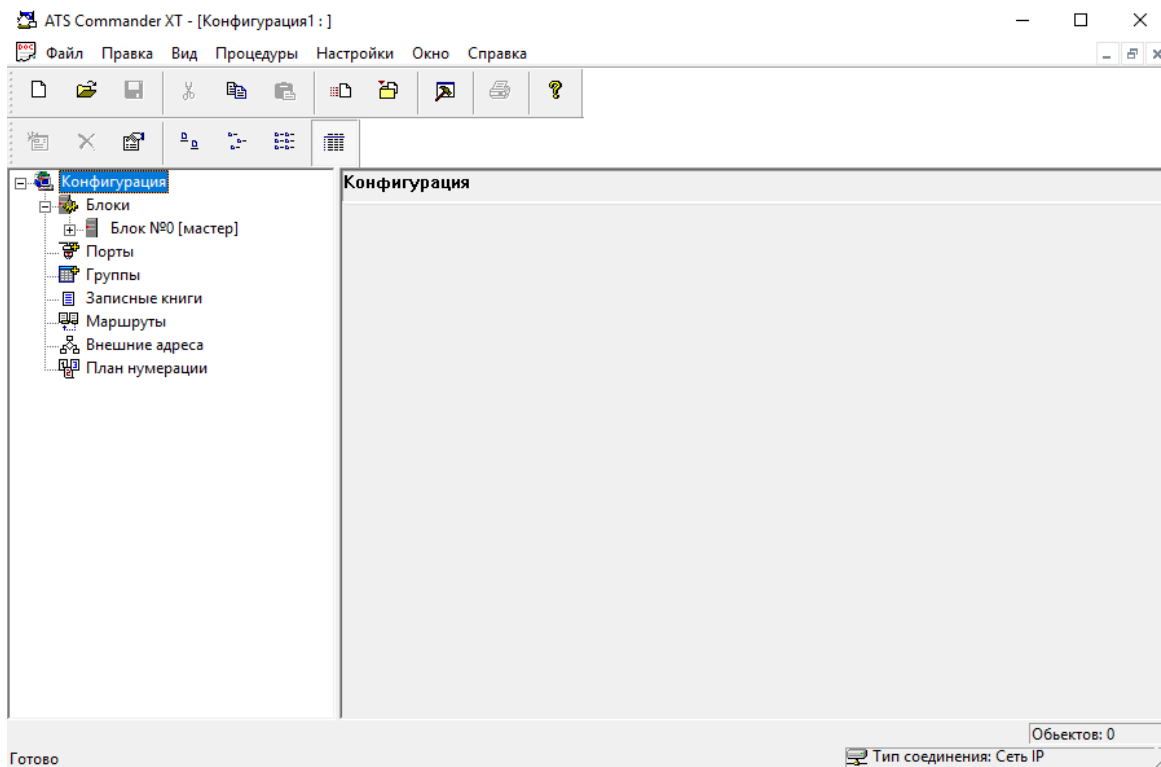 ATS Commander XT - [Конфигурация1 : ]
Файл Правка Вид Процедуры Настройки Окно Справка
Конфигурация
Блоки
Блок №0 [мастер]
Порты
Группы
Записные книги
Маршруты
Внешние адреса
План нумерации
Конфигурация
Объектов: 0
Готово
Тип соединения: Сеть IP